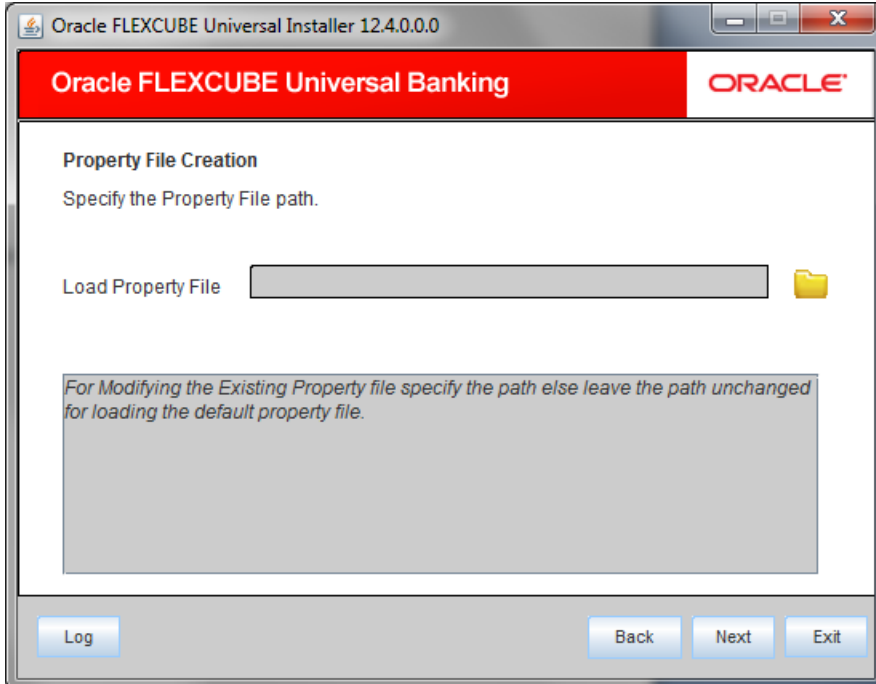 Oracle FLEXCUBE Universal Installer 12.4.0.0.0
Oracle FLEXCUBE Universal Banking
ORACLE
Property File Creation
Specify the Property File path.
Load Property File
For Modifying the Existing Property file specify the path else leave the path unchanged
for loading the default property file.
Log
Back
Next
Exit